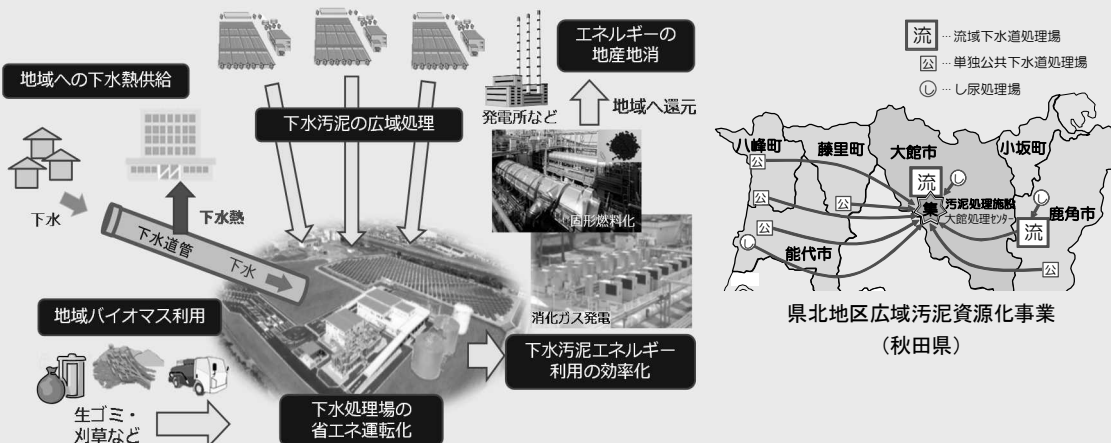 エネルギーの
地産地消
地域への下水熱供給
下水汚泥の広域処理
発電所など
地域へ還元
固形燃料化
下水
下水熱
下水道管
下水
消化ガス発電
地域バイオマス利用
下水汚泥エネルギー
利用の効率化
生ゴミ・
刈草など
下水処理場の
省エネ運転化
流 …流域下水道処理場
公 …単独公共下水道処理場
し …し尿処理場
八峰町
藤里町
大館市
小坂町
公
流
し
し
公
公
集
汚泥処理施設
大館処理センター
鹿角市
公
流
し
能代市
公
県北地区広域汚泥資源化事業
(秋田県)